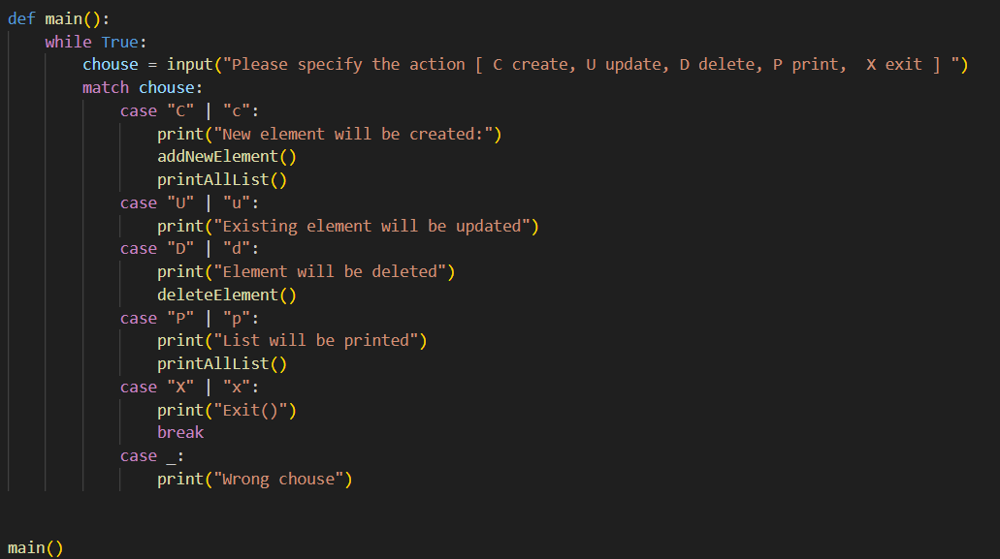 def main():
    while True:
        chouse = input("Please specify the action [ C create, U update, D delete, P print,  X exit ] ")
        match chouse:
            case "C" | "c":
                print("New element will be created:")
                addNewElement()
                printAllList()
            case "U" | "u":
                print("Existing element will be updated")
            case "D" | "d":
                print("Element will be deleted")
                deleteElement()
            case "P" | "p":
                print("List will be printed")
                printAllList()
            case "X" | "x":
                print("Exit()")
                break
            case _:
                print("Wrong chouse")
main()